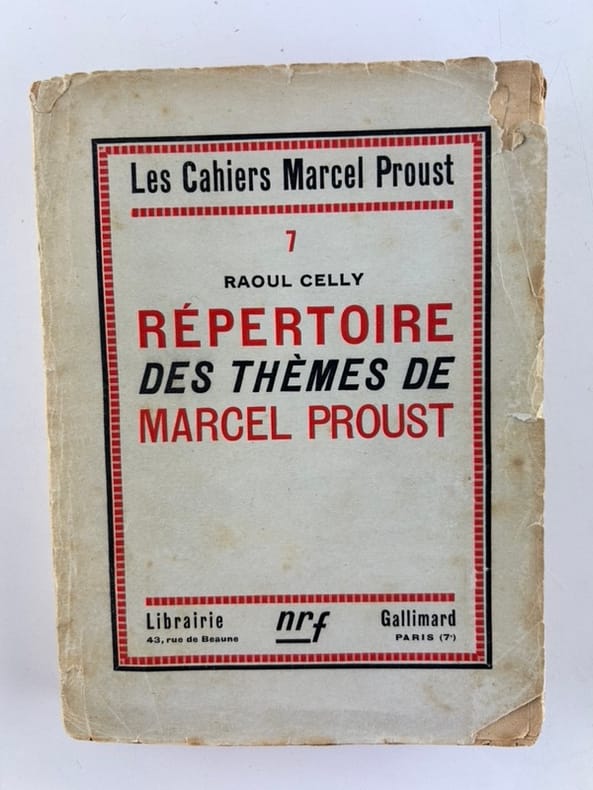 Les Cahiers Marcel Proust
7
RAOUL CELLY
RÉPERTOIRE
DES THÈMES DE
MARCEL PROUST
Librairie nrf Gallimard
43, rue de Beaune PARIS (7ᵉ)